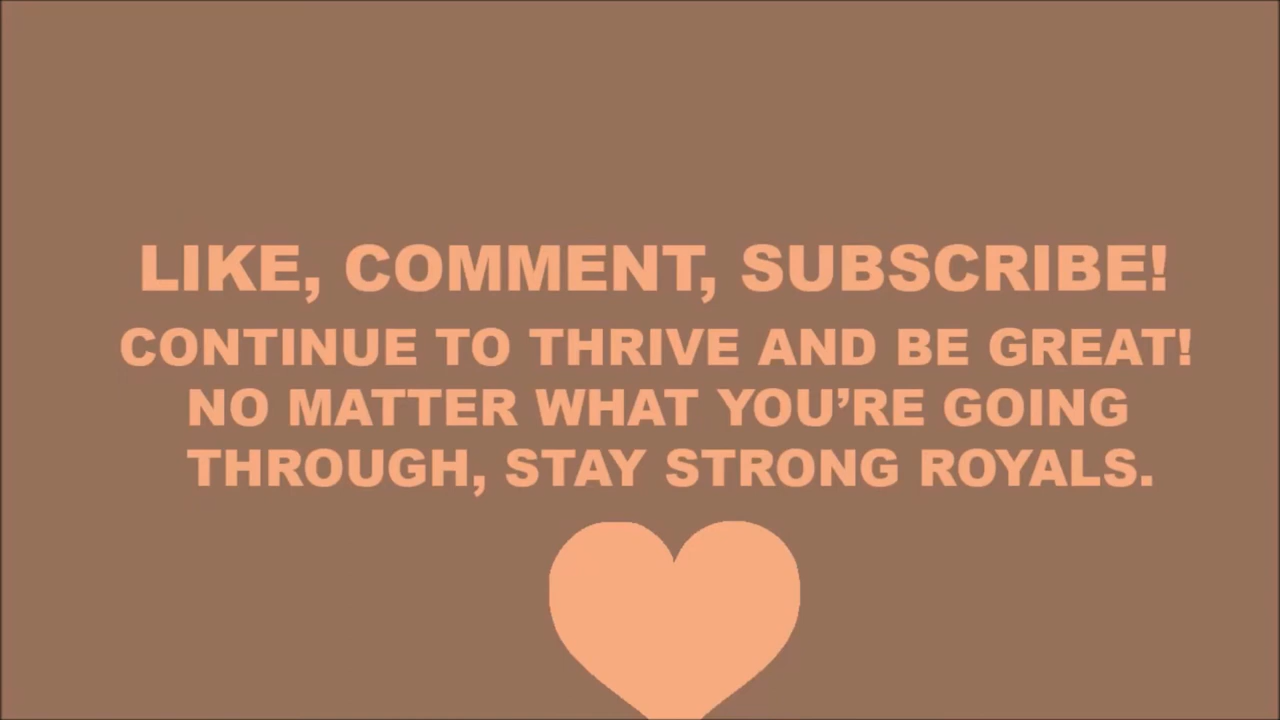 LIKE, COMMENT, SUBSCRIBE!
CONTINUE TO THRIVE AND BE GREAT!
NO MATTER WHAT YOU’RE GOING
THROUGH, STAY STRONG ROYALS.